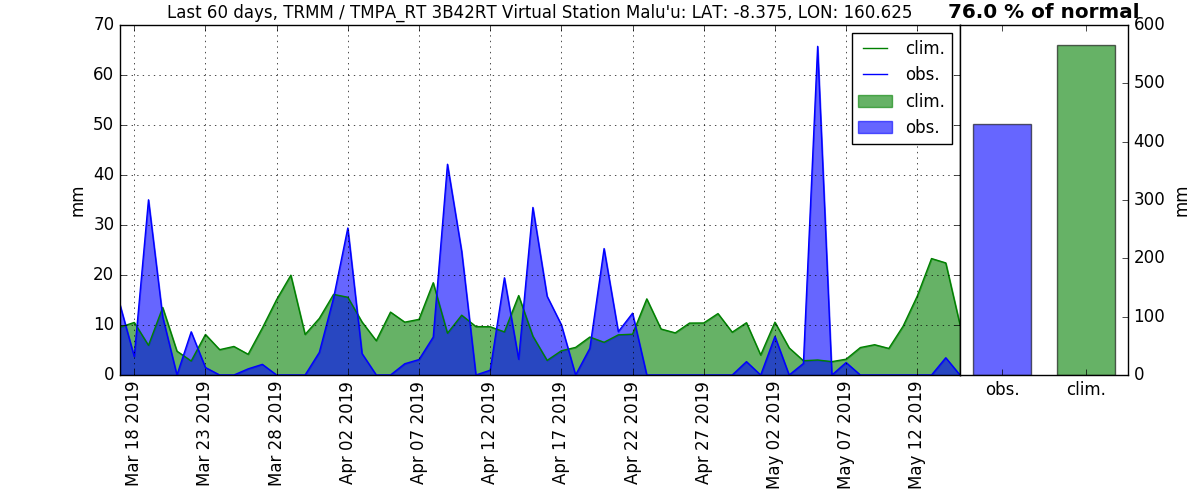 Last 60 days, TRMM / TMPA_RT 3B42RT Virtual Station Malu'u: LAT: -8.375, LON: 160.625
76.0 % of normal
70
60
50
40
30
20
10
0
mm
clim.
obs.
clim.
obs.
Mar 18 2019
Mar 23 2019
Mar 28 2019
Apr 02 2019
Apr 07 2019
Apr 12 2019
Apr 17 2019
Apr 22 2019
Apr 27 2019
May 02 2019
May 07 2019
May 12 2019
600
500
400
300
200
100
0
mm
obs.
clim.